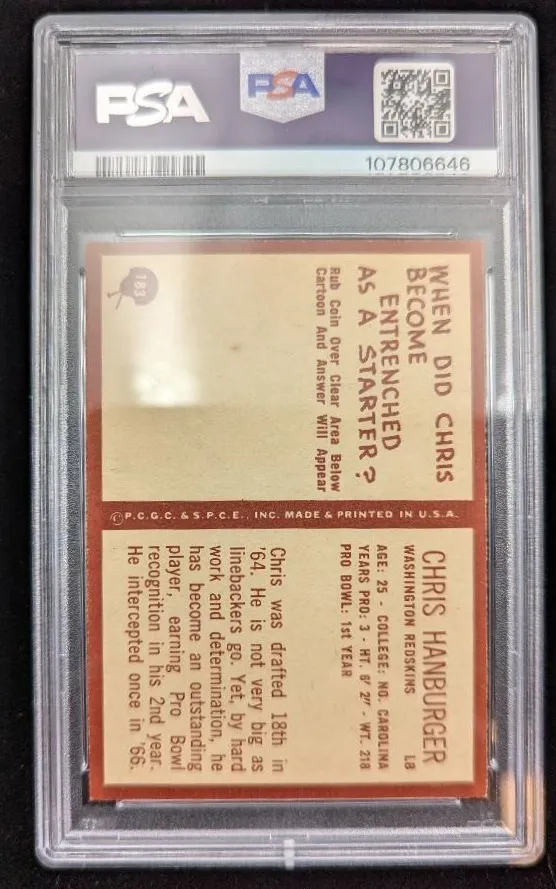 PSA
PSA
107806646
WHEN DID CHRIS
BECOME
ENTRENCHED
AS A STARTER?
Rub Coin Over Clear Area Below
Cartoon And Answer Will Appear
183
©P.C.G.C. & S.P.C.E., INC. MADE & PRINTED IN U.S.A.
CHRIS HANBURGER
WASHINGTON REDSKINS LB
AGE: 25 - COLLEGE: NO. CAROLINA
YEARS PRO: 3 - HT. 6' 2" - WT. 218
PRO BOWL: 1st YEAR
Chris was drafted 18th in
'64. He is not very big as
linebackers go. Yet, by hard
work and determination, he
has become an outstanding
player, earning Pro Bowl
recognition in his 2nd year.
He intercepted once in '66.